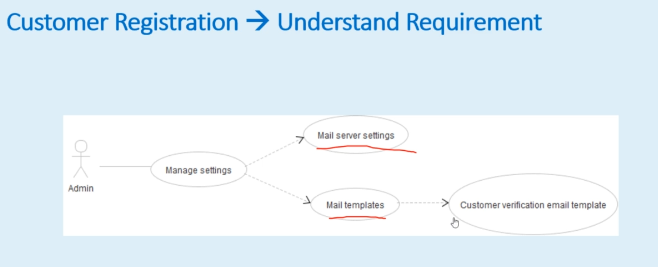 Customer Registration → Understand Requirement
Mail server settings
Manage settings
Admin
Mail templates
Customer verification email template